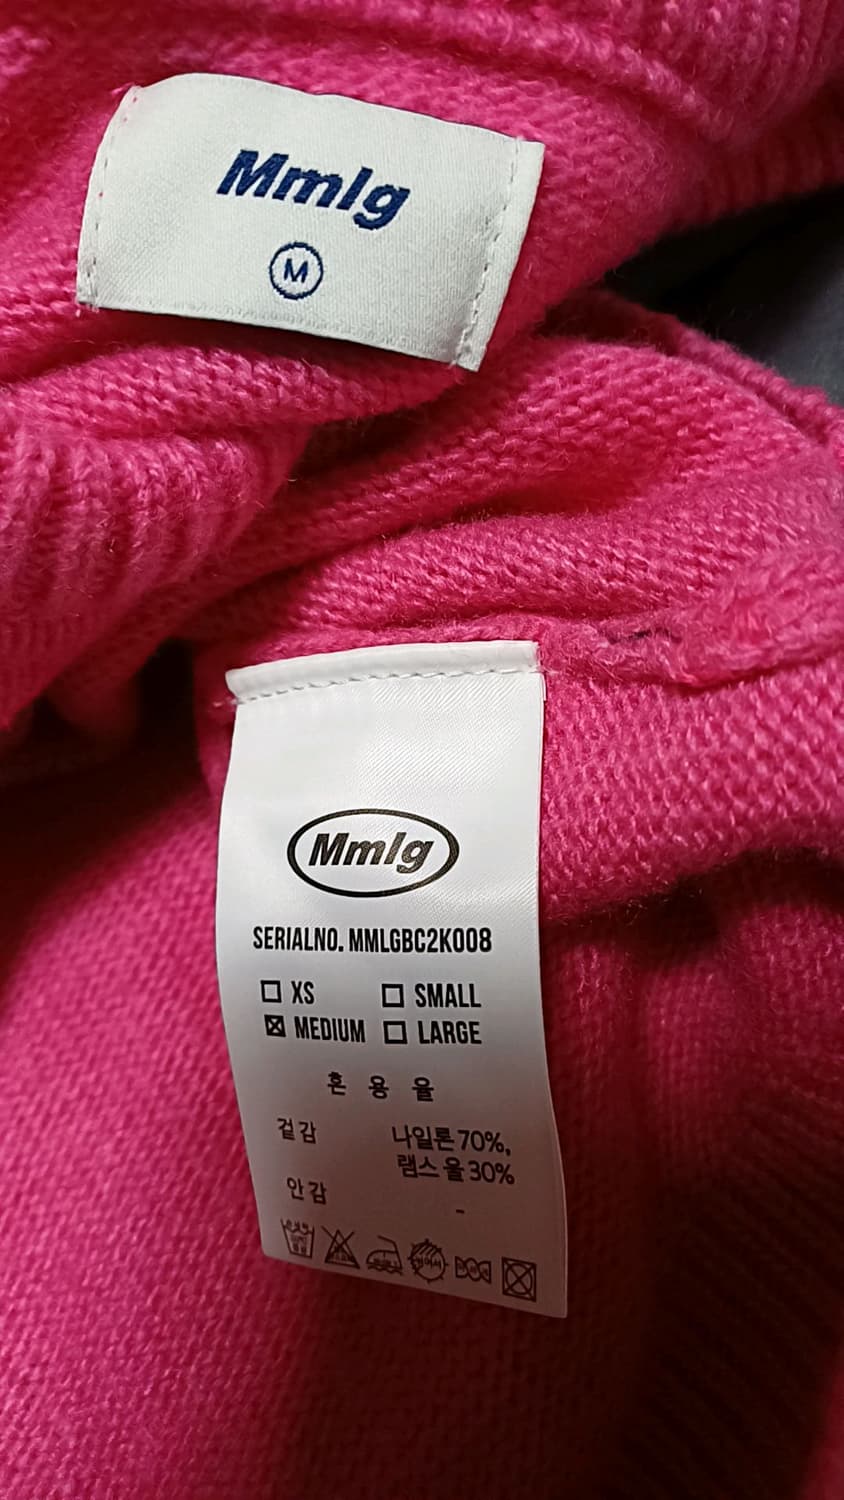 Mmlg
M
Mmlg
SERIALNO. MMLGBC2K008
XS SMALL
MEDIUM LARGE
혼 용 율
겉감 나일론 70%,
램스 울 30%
안감 -